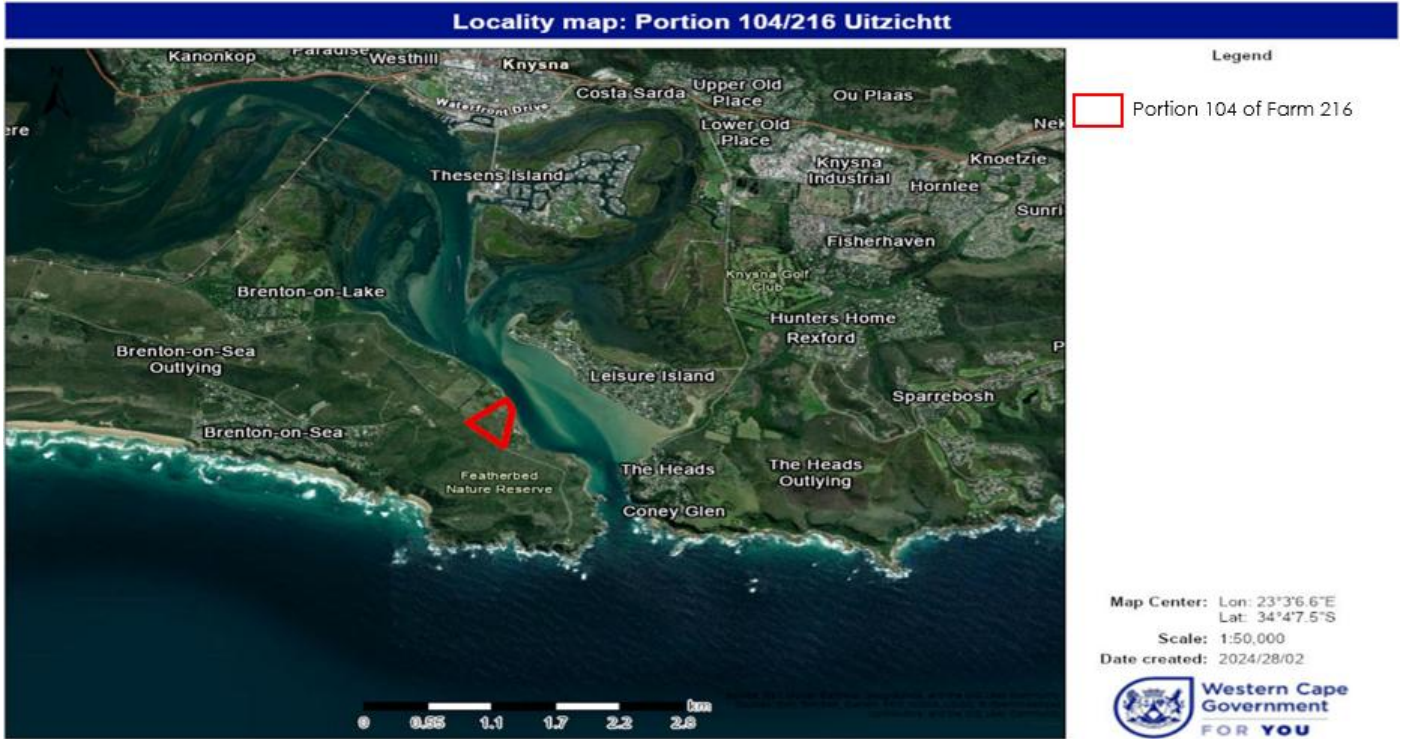 Locality map: Portion 104/216 Uitzichtt
Legend
Portion 104 of Farm 216
Kanonkop
Paradise
Westhill
Knysna
Waterfront Drive
Costa Sarda
Upper Old
Place
Ou Plaas
Lower Old
Place
Knoetzie
Knysna
Industrial
Hornlee
Thesens Island
Fisherhaven
Knysna Golf
Club
Brenton-on-Lake
Hunters Home
Rexford
Brenton-on-Sea
Outlying
Leisure Island
Sparrebosh
Brenton-on-Sea
The Heads
The Heads
Outlying
Featherbed
Nature Reserve
Coney Glen
Map Center: Lon: 23°3'6.6"E
Lat: 34°4'7.5"S
Scale: 1:50,000
Date created: 2024/28/02
km
0 0.55 1.1 1.7 2.2 2.8
Western Cape
Government
FOR YOU